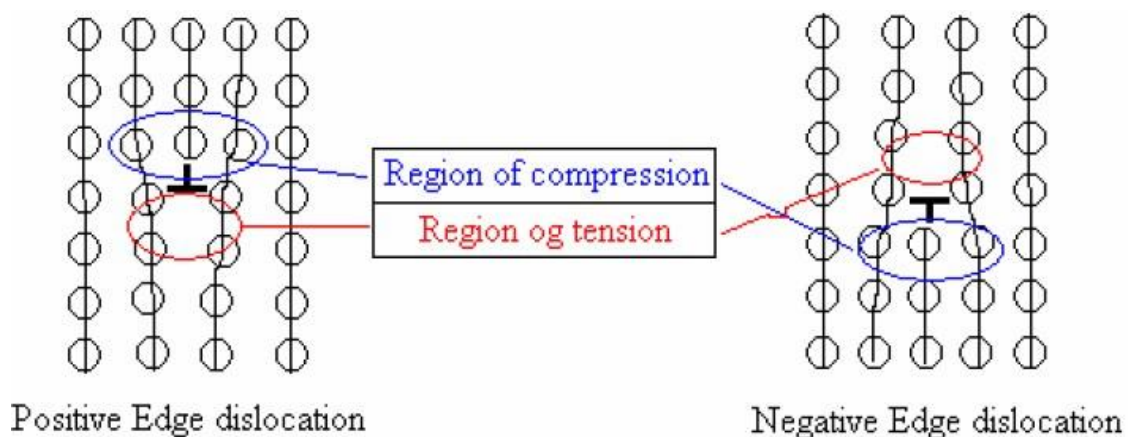 Region of compression
Region og tension
Positive Edge dislocation
Negative Edge dislocation